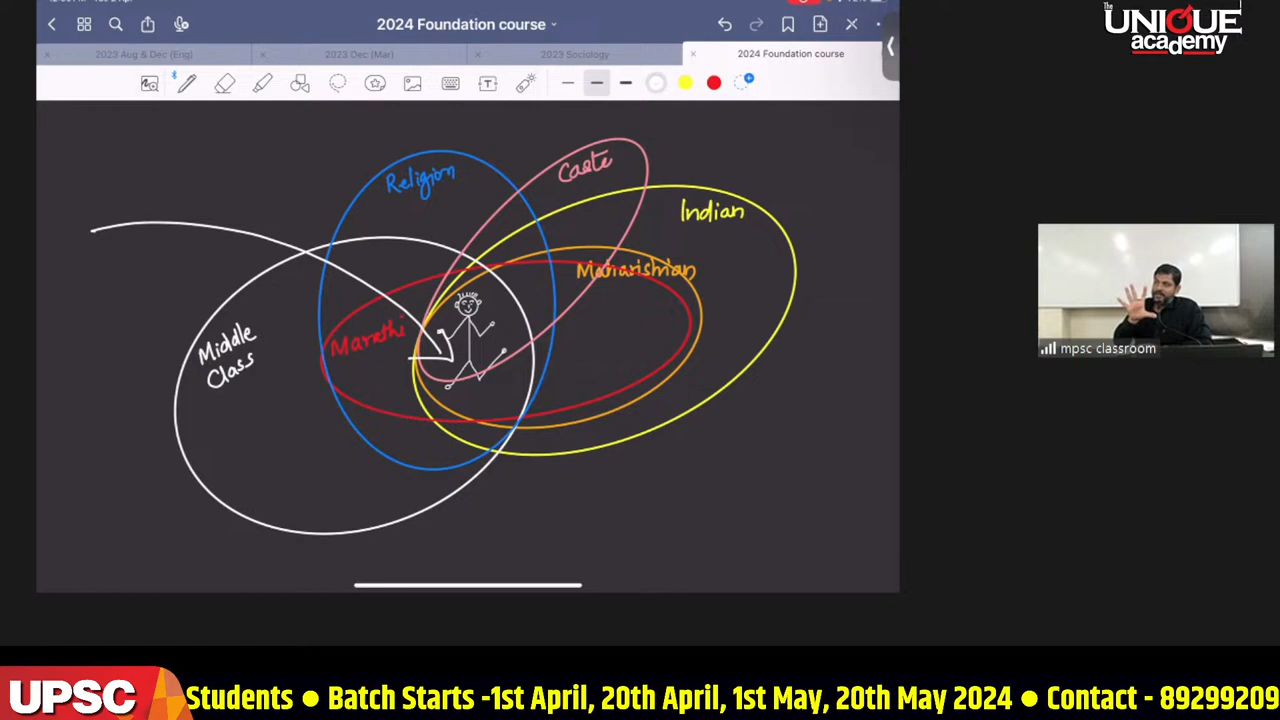 The
UNIQUE
academy
2024 Foundation course
2023 Aug & Dec (Eng)
2023 Dec (Mar)
2023 Sociology
2024 Foundation course
T
Religion
Caste
Indian
Maharishian
Marathi
Middle
Class
mpsc classroom
UPSC Students ● Batch Starts -1st April, 20th April, 1st May, 20th May 2024 ● Contact - 89299209